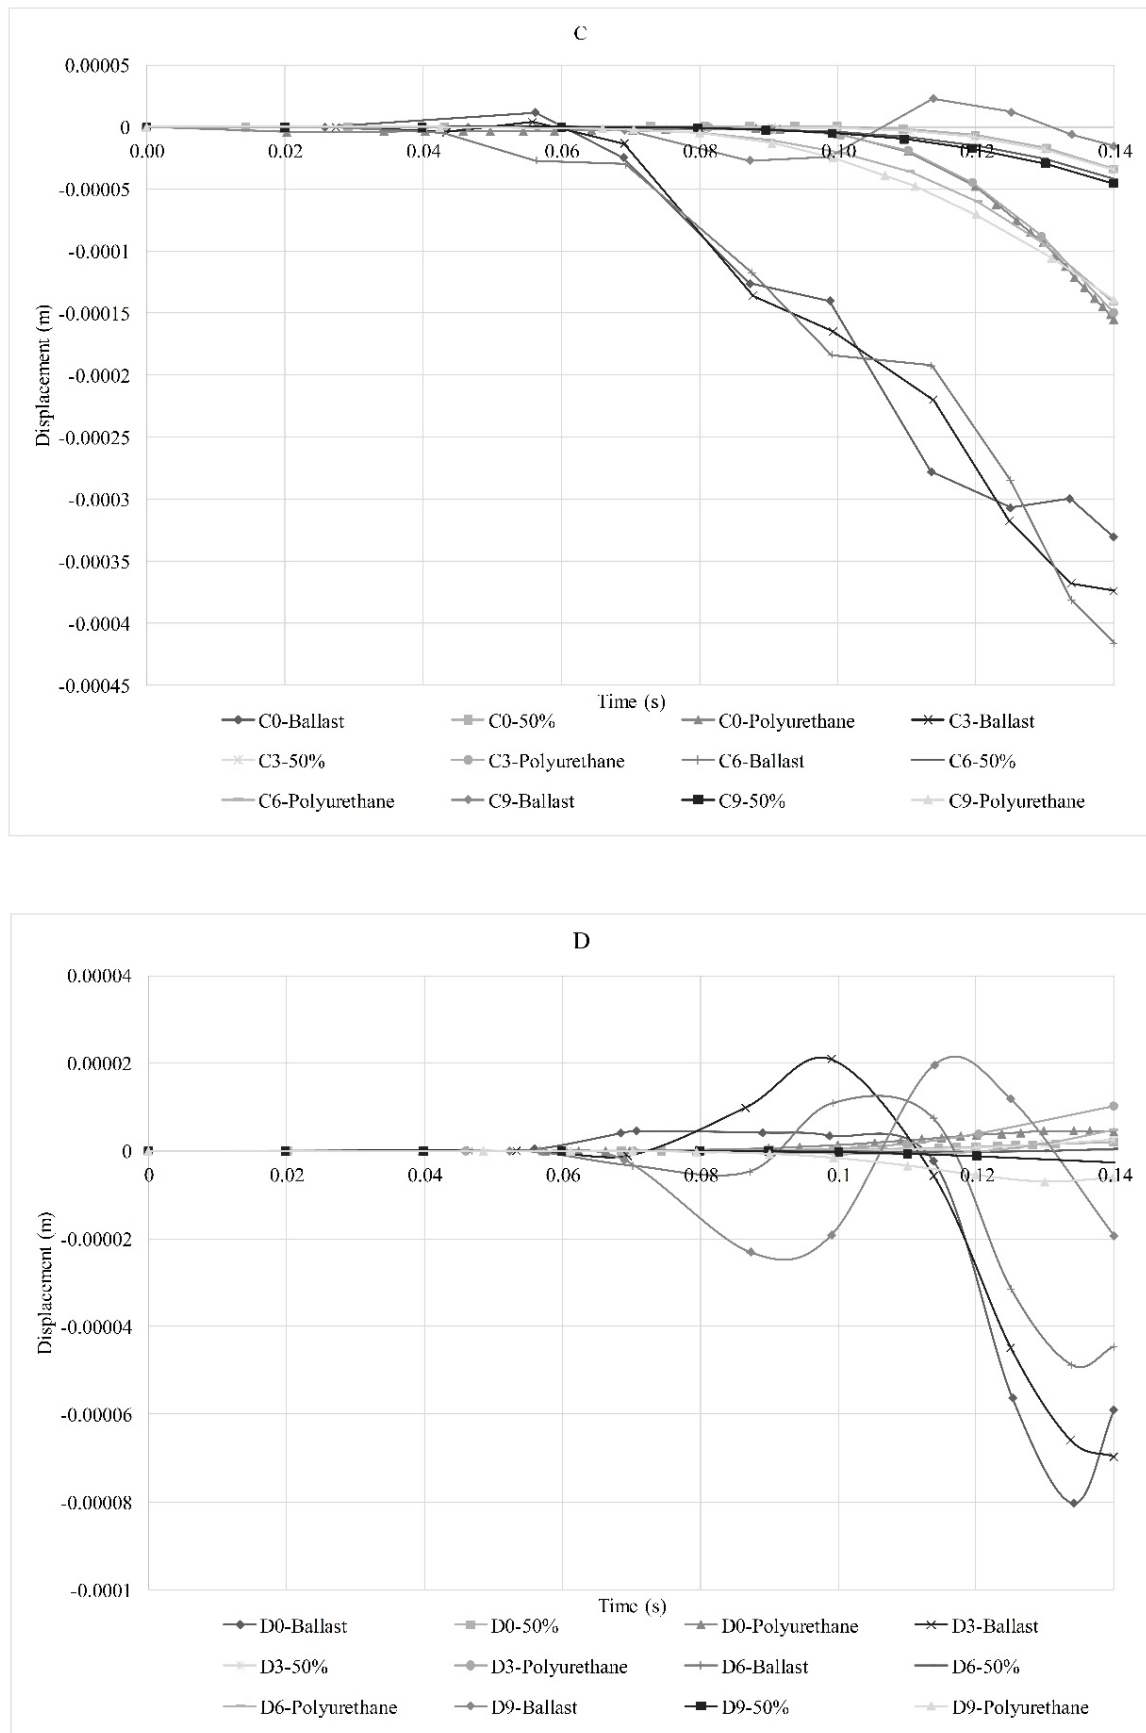 C
0.00005
0
0.00 0.02 0.04 0.06 0.08 0.10 0.12 0.14
-0.00005
-0.0001
-0.00015
-0.0002
-0.00025
-0.0003
-0.00035
-0.0004
-0.00045
Displacement (m)
Time (s)
C0-Ballast C0-50% C0-Polyurethane C3-Ballast
C3-50% C3-Polyurethane C6-Ballast C6-50%
C6-Polyurethane C9-Ballast C9-50% C9-Polyurethane
D
0.00004
0.00002
0
0 0.02 0.04 0.06 0.08 0.1 0.12 0.14
-0.00002
-0.00004
-0.00006
-0.00008
-0.0001
Displacement (m)
Time (s)
D0-Ballast D0-50% D0-Polyurethane D3-Ballast
D3-50% D3-Polyurethane D6-Ballast D6-50%
D6-Polyurethane D9-Ballast D9-50% D9-Polyurethane